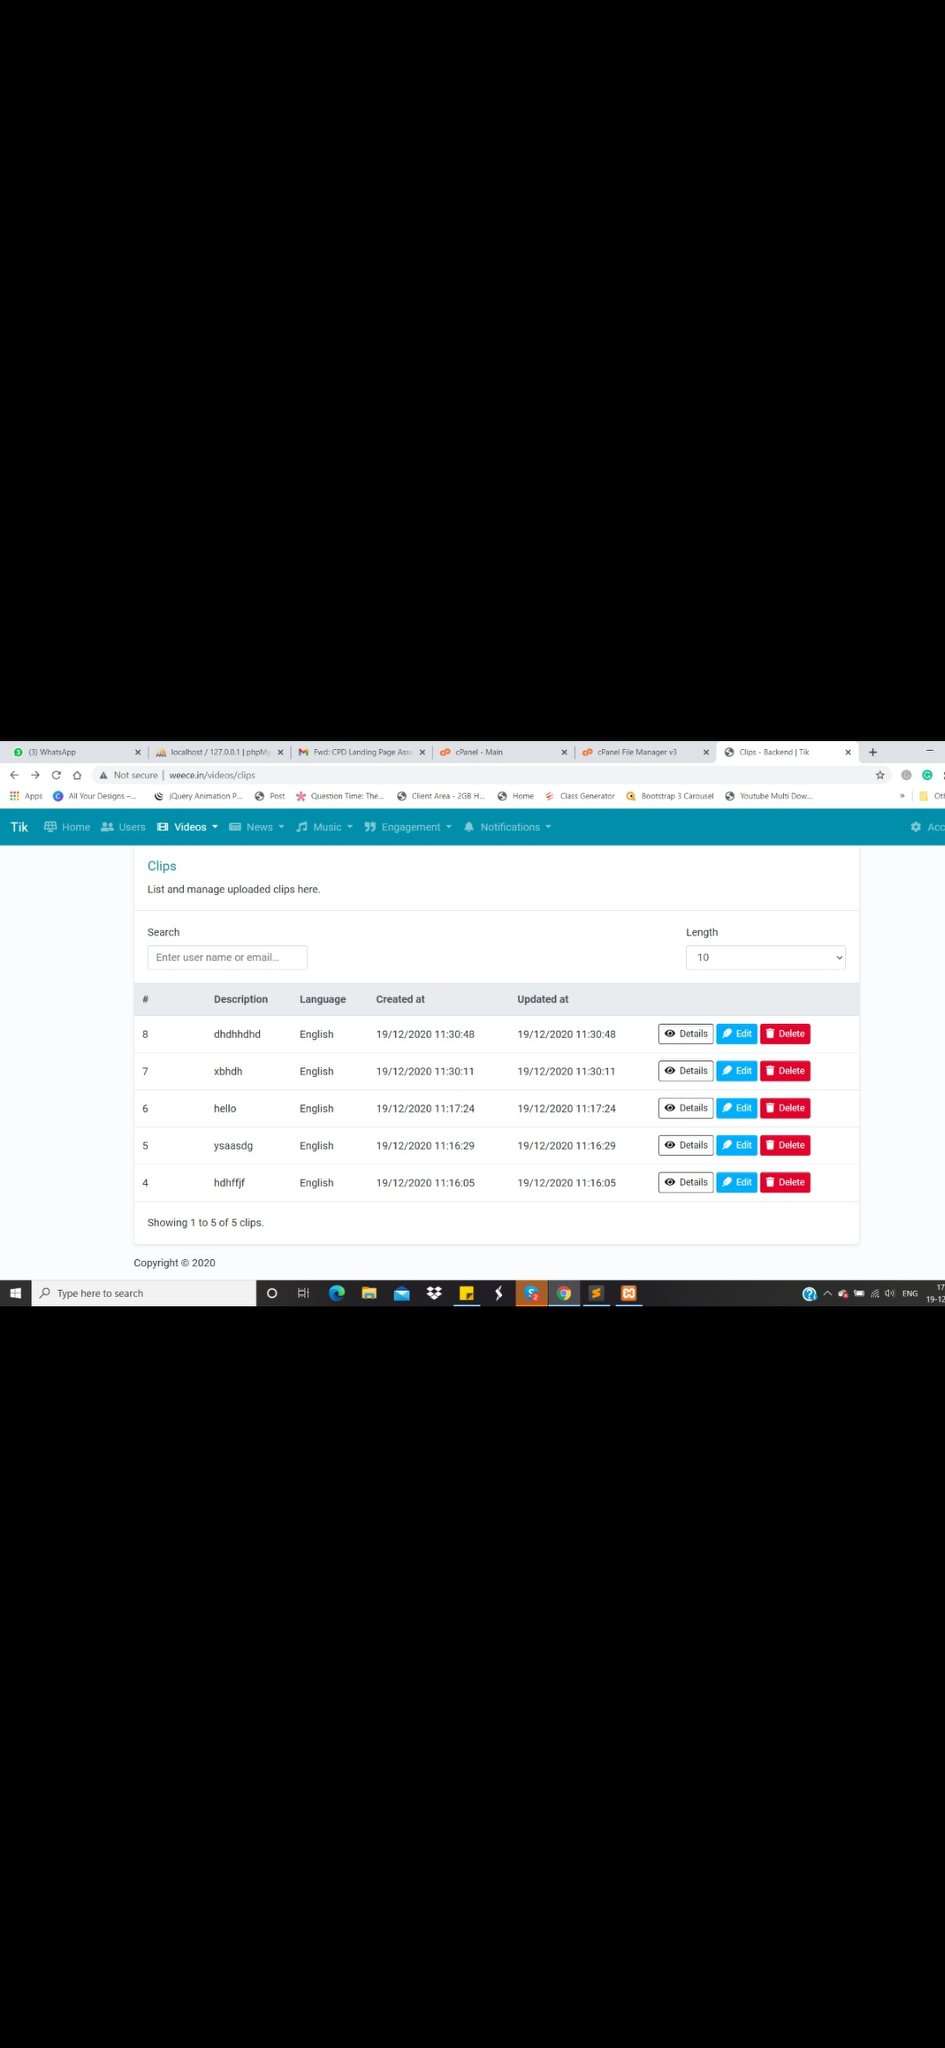 (3) WhatsApp
localhost / 127.0.0.1 | phpMy
Fwd: CPD Landing Page Ass
cPanel - Main
cPanel File Manager v3
Clips - Backend | Tik
Not secure | weece.in/videos/clips
Apps
All Your Designs –...
jQuery Animation P...
Post
Question Time: The...
Client Area - 2GB H...
Home
Class Generator
Bootstrap 3 Carousel
Youtube Multi Dow...
»
Tik Home Users Videos News Music Engagement Notifications
Clips
List and manage uploaded clips here.
Search Length
Enter user name or email... 10
# Description Language Created at Updated at
8 dhdhhdhd English 19/12/2020 11:30:48 19/12/2020 11:30:48 Details Edit Delete
7 xbhdh English 19/12/2020 11:30:11 19/12/2020 11:30:11 Details Edit Delete
6 hello English 19/12/2020 11:17:24 19/12/2020 11:17:24 Details Edit Delete
5 ysaasdg English 19/12/2020 11:16:29 19/12/2020 11:16:29 Details Edit Delete
4 hdhffjf English 19/12/2020 11:16:05 19/12/2020 11:16:05 Details Edit Delete
Showing 1 to 5 of 5 clips.
Copyright © 2020
Type here to search
ENG
17
19-12